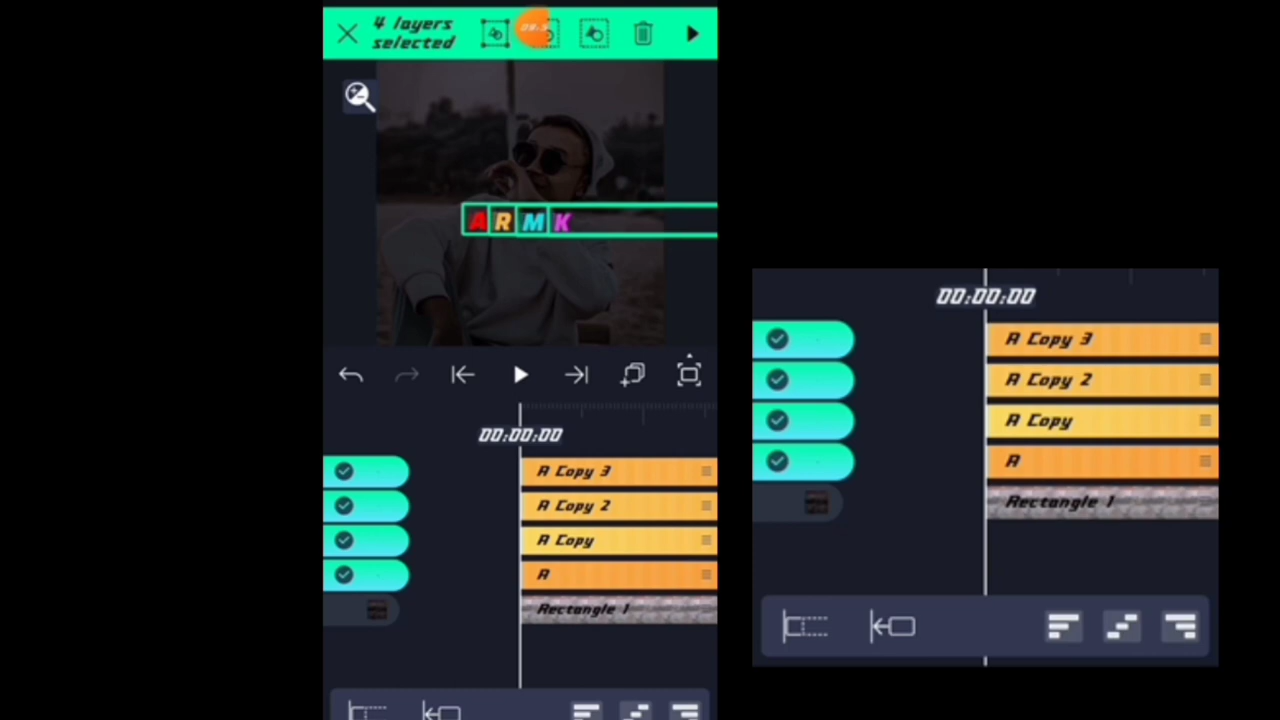 4 layers
selected
A R M K
00:00:00
A Copy 3
A Copy 2
A Copy
A
Rectangle 1
00:00:00
A Copy 3
A Copy 2
A Copy
A
Rectangle 1